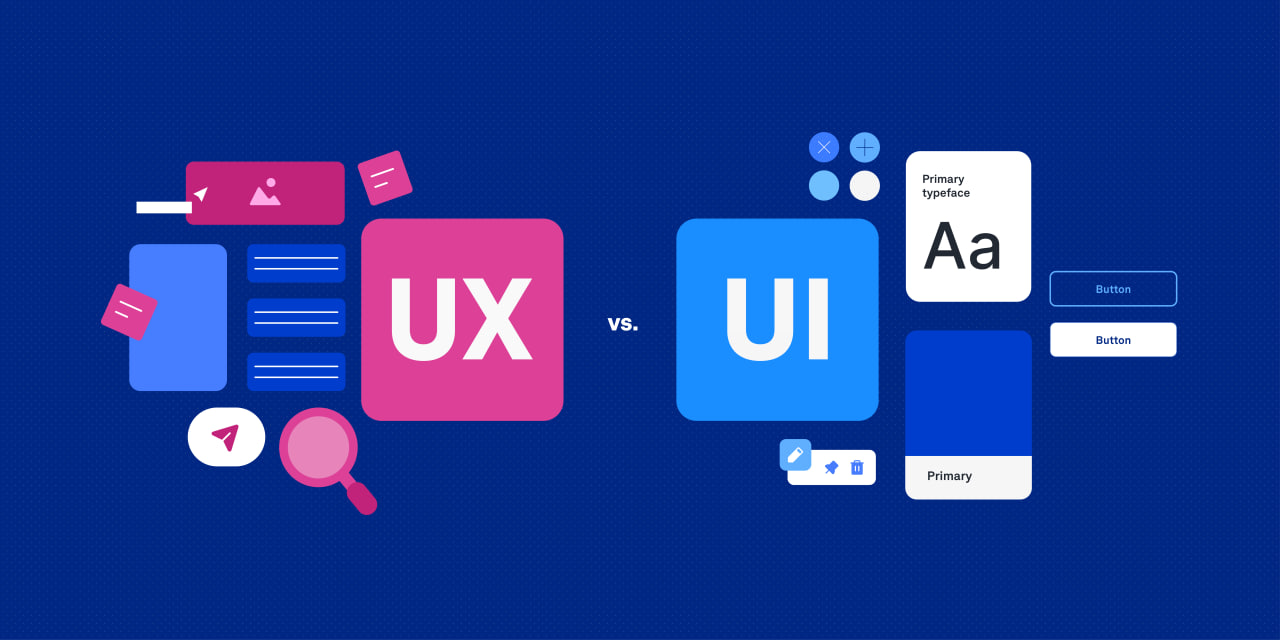 UX
vs.
UI
Primary
typeface
Aa
Button
Button
Primary